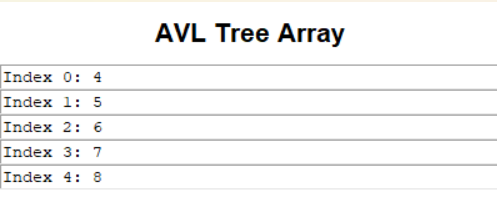 AVL Tree Array
Index 0: 4
Index 1: 5
Index 2: 6
Index 3: 7
Index 4: 8